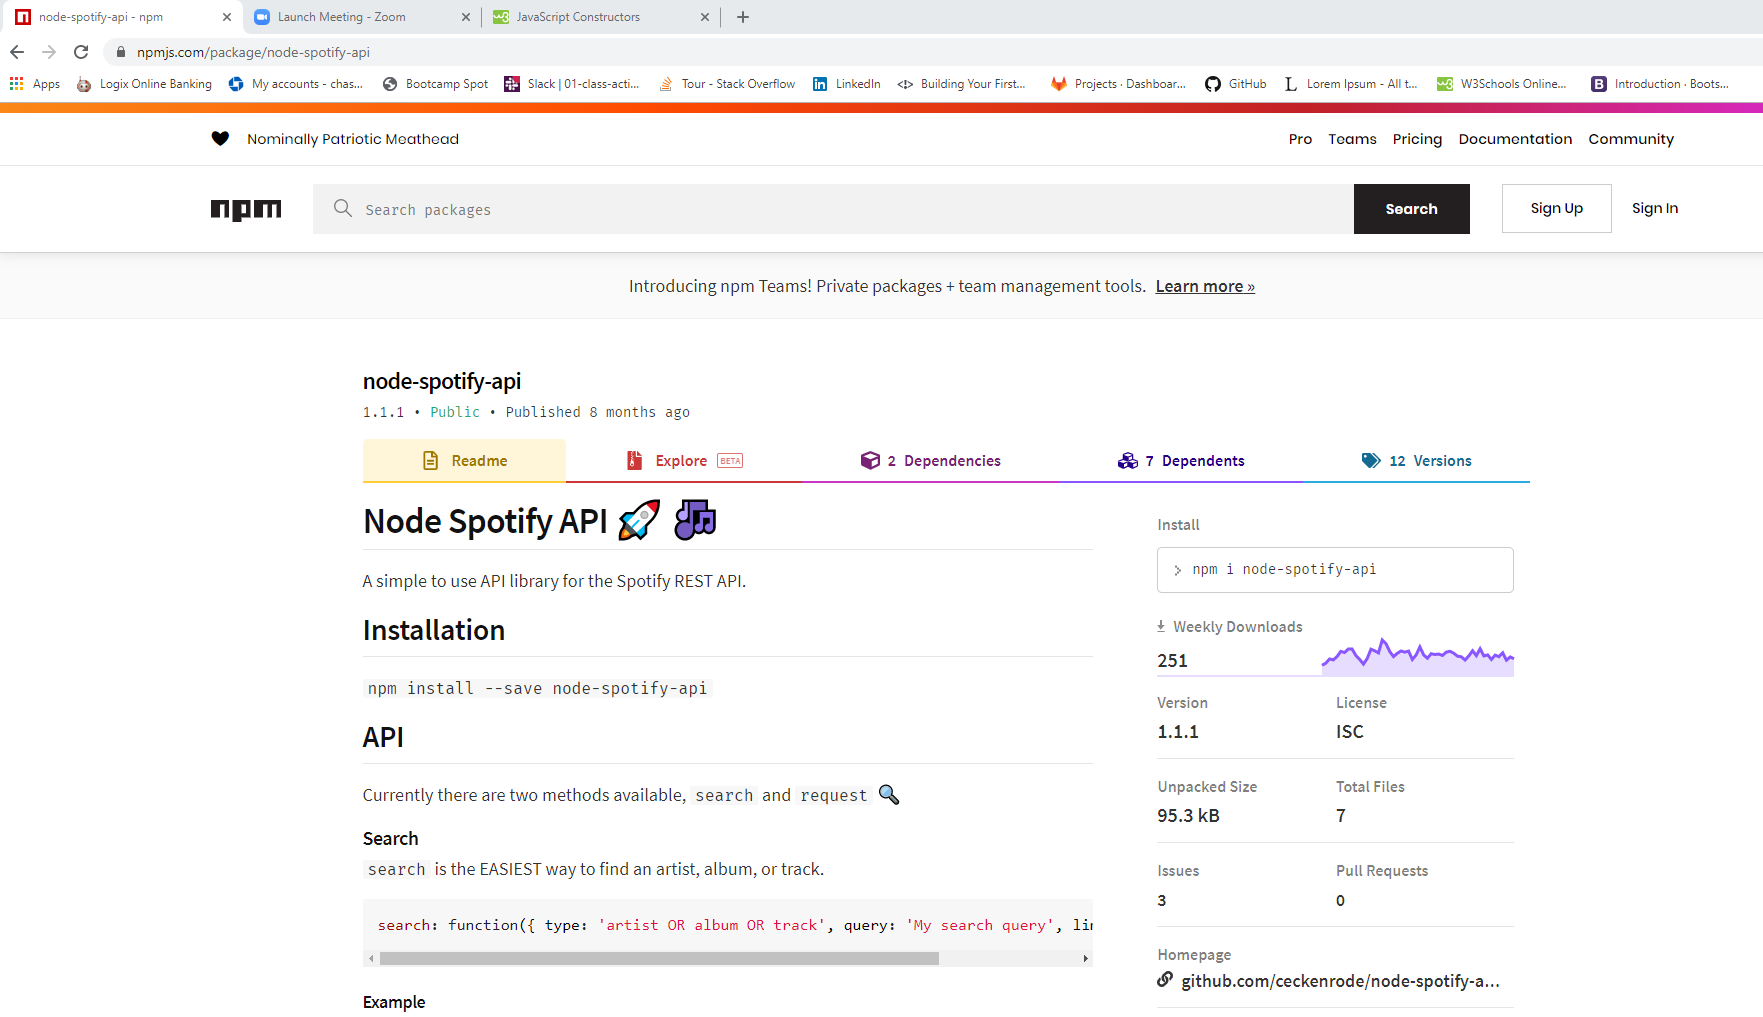 node-spotify-api - npm
Launch Meeting - Zoom
JavaScript Constructors
npmjs.com/package/node-spotify-api
Apps
Logix Online Banking
My accounts - chas...
Bootcamp Spot
Slack | 01-class-acti...
Tour - Stack Overflow
LinkedIn
Building Your First...
Projects · Dashboar...
GitHub
Lorem Ipsum - All t...
W3Schools Online...
Introduction · Boots...
Nominally Patriotic Meathead
Pro
Teams
Pricing
Documentation
Community
npm
Search packages
Search
Sign Up
Sign In
Introducing npm Teams! Private packages + team management tools. Learn more »
node-spotify-api
1.1.1 • Public • Published 8 months ago
Readme
Explore BETA
2 Dependencies
7 Dependents
12 Versions
Node Spotify API
A simple to use API library for the Spotify REST API.
Installation
npm install --save node-spotify-api
API
Currently there are two methods available, search and request
Search
search is the EASIEST way to find an artist, album, or track.
search: function({ type: 'artist OR album OR track', query: 'My search query', lin
Example
Install
> npm i node-spotify-api
Weekly Downloads
251
Version
1.1.1
License
ISC
Unpacked Size
95.3 kB
Total Files
7
Issues
3
Pull Requests
0
Homepage
github.com/ceckenrode/node-spotify-a...